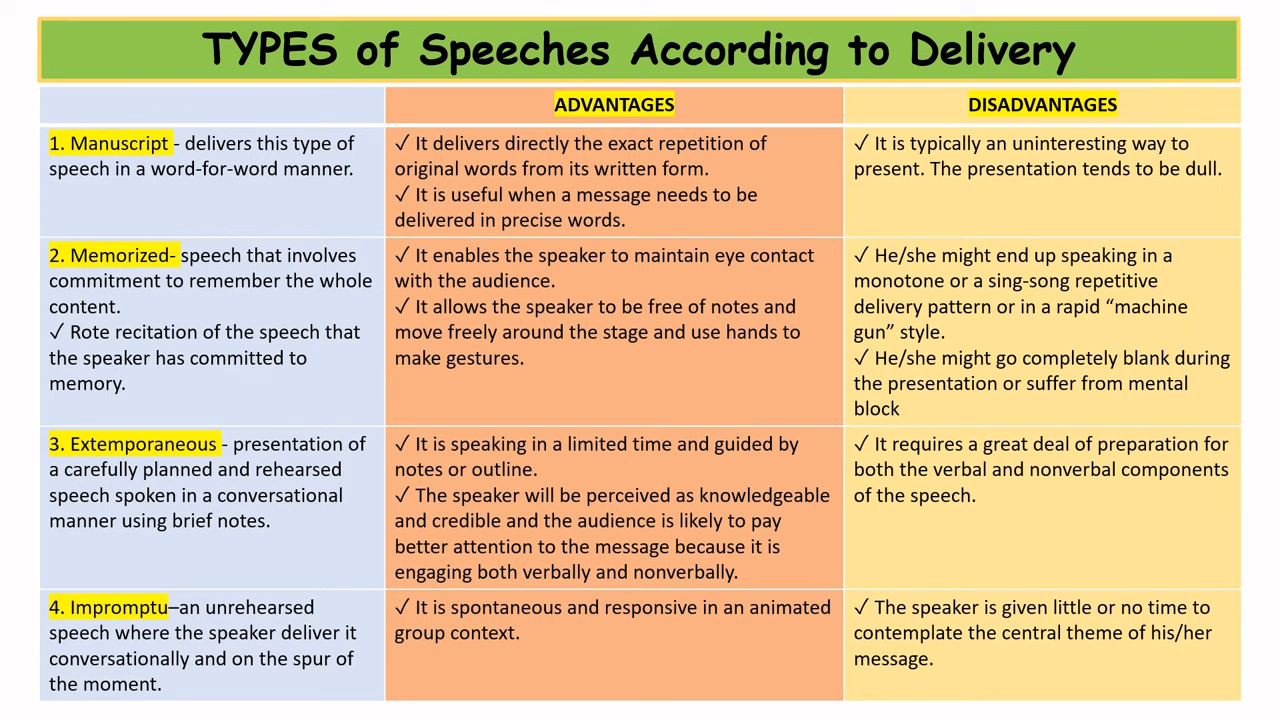 TYPES of Speeches According to Delivery
ADVANTAGES
DISADVANTAGES
1. Manuscript - delivers this type of
speech in a word-for-word manner.
✓ It delivers directly the exact repetition of
original words from its written form.
✓ It is useful when a message needs to be
delivered in precise words.
✓ It is typically an uninteresting way to
present. The presentation tends to be dull.
2. Memorized- speech that involves
commitment to remember the whole
content.
✓ Rote recitation of the speech that
the speaker has committed to
memory.
✓ It enables the speaker to maintain eye contact
with the audience.
✓ It allows the speaker to be free of notes and
move freely around the stage and use hands to
make gestures.
✓ He/she might end up speaking in a
monotone or a sing-song repetitive
delivery pattern or in a rapid “machine
gun” style.
✓ He/she might go completely blank during
the presentation or suffer from mental
block
3. Extemporaneous - presentation of
a carefully planned and rehearsed
speech spoken in a conversational
manner using brief notes.
✓ It is speaking in a limited time and guided by
notes or outline.
✓ The speaker will be perceived as knowledgeable
and credible and the audience is likely to pay
better attention to the message because it is
engaging both verbally and nonverbally.
✓ It requires a great deal of preparation for
both the verbal and nonverbal components
of the speech.
4. Impromptu–an unrehearsed
speech where the speaker deliver it
conversationally and on the spur of
the moment.
✓ It is spontaneous and responsive in an animated
group context.
✓ The speaker is given little or no time to
contemplate the central theme of his/her
message.